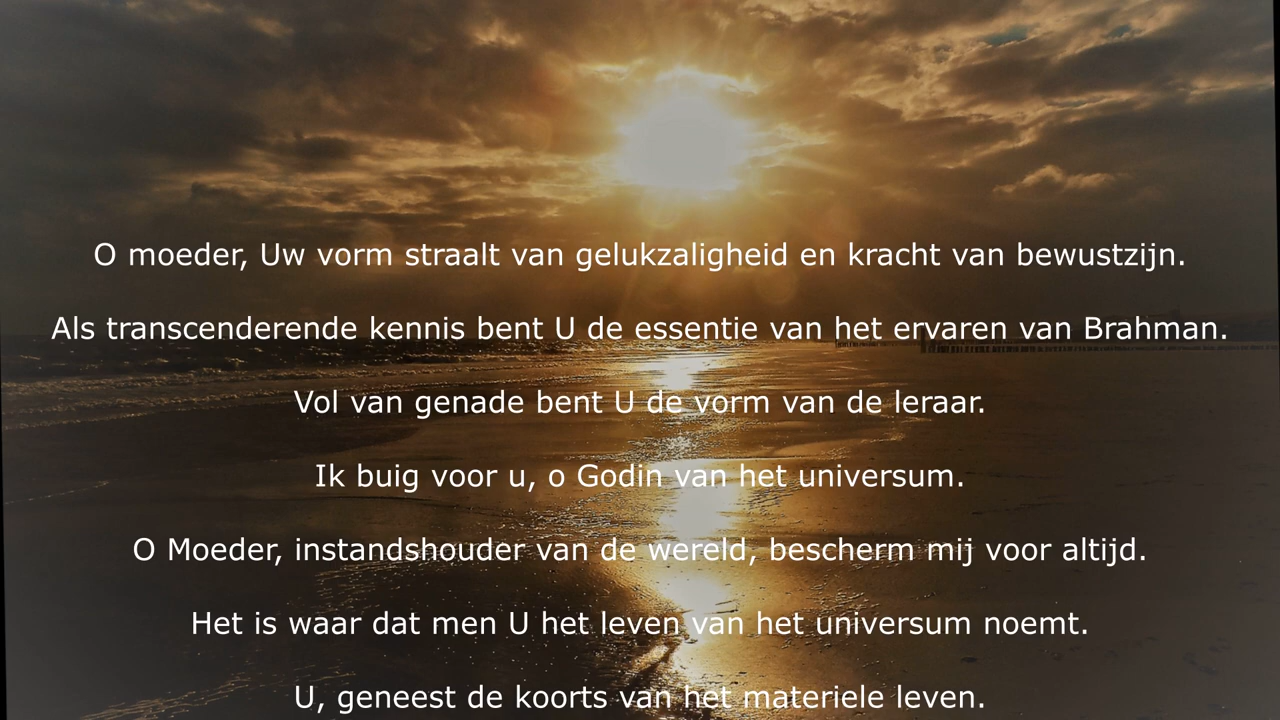 O moeder, Uw vorm straalt van gelukzaligheid en kracht van bewustzijn.
Als transcenderende kennis bent U de essentie van het ervaren van Brahman.
Vol van genade bent U de vorm van de leraar.
Ik buig voor u, o Godin van het universum.
O Moeder, instandshouder van de wereld, bescherm mij voor altijd.
Het is waar dat men U het leven van het universum noemt.
U, geneest de koorts van het materiele leven.